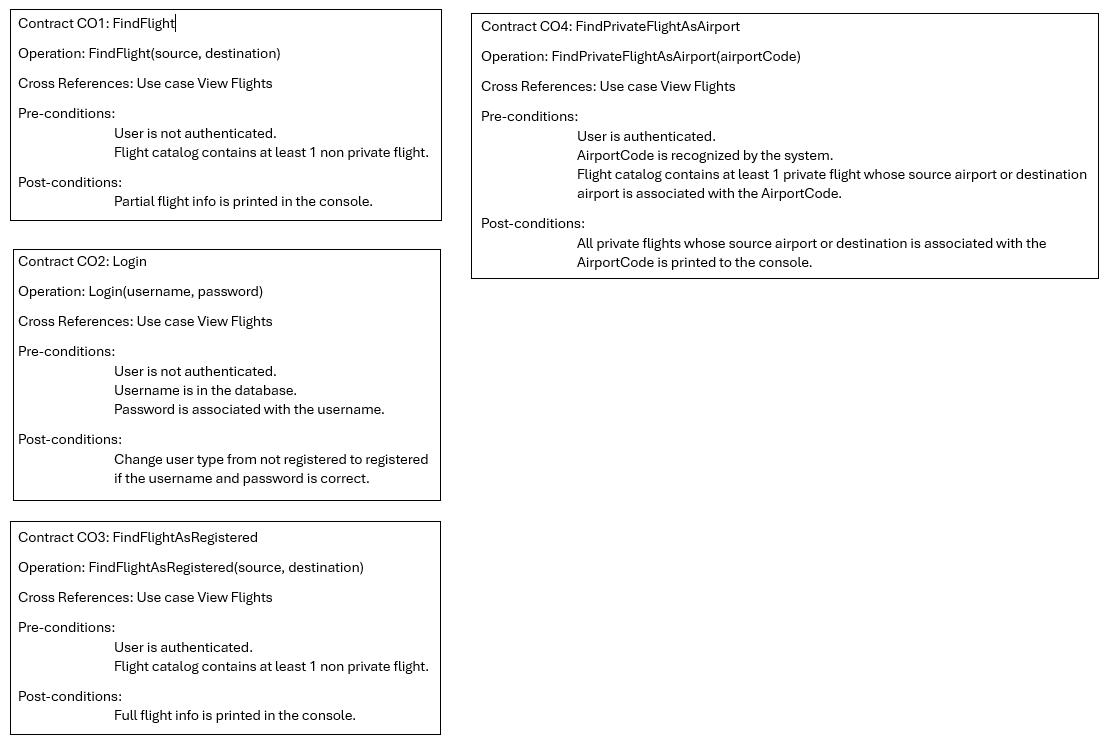 Contract CO1: FindFlight
Operation: FindFlight(source, destination)
Cross References: Use case View Flights
Pre-conditions:
User is not authenticated.
Flight catalog contains at least 1 non private flight.
Post-conditions:
Partial flight info is printed in the console.
Contract CO2: Login
Operation: Login(username, password)
Cross References: Use case View Flights
Pre-conditions:
User is not authenticated.
Username is in the database.
Password is associated with the username.
Post-conditions:
Change user type from not registered to registered
if the username and password is correct.
Contract CO3: FindFlightAsRegistered
Operation: FindFlightAsRegistered(source, destination)
Cross References: Use case View Flights
Pre-conditions:
User is authenticated.
Flight catalog contains at least 1 non private flight.
Post-conditions:
Full flight info is printed in the console.
Contract CO4: FindPrivateFlightAsAirport
Operation: FindPrivateFlightAsAirport(airportCode)
Cross References: Use case View Flights
Pre-conditions:
User is authenticated.
AirportCode is recognized by the system.
Flight catalog contains at least 1 private flight whose source airport or destination
airport is associated with the AirportCode.
Post-conditions:
All private flights whose source airport or destination is associated with the
AirportCode is printed to the console.